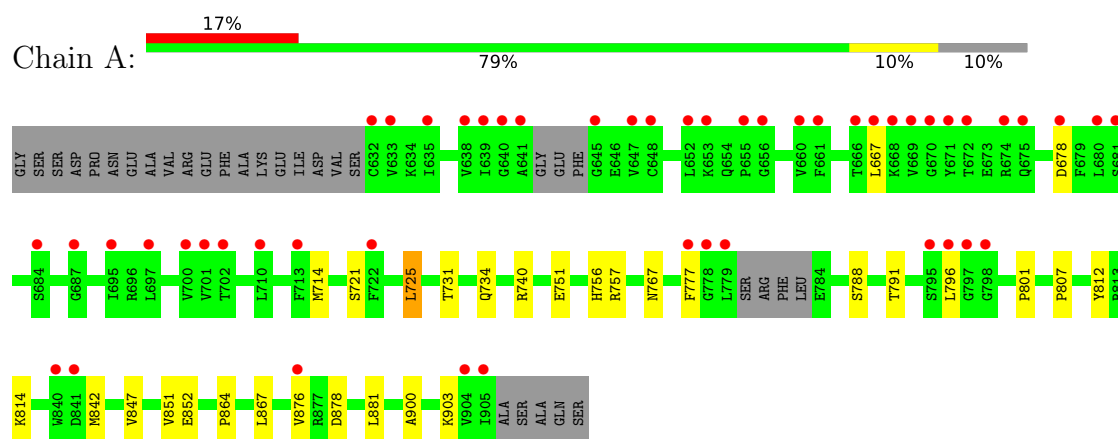 17%
Chain A:
79% 10% 10%
GLY SER SER ASP PRO ASN GLU ALA VAL ARG GLU PHE ALA LYS GLU ILE ASP VAL SER C632 V633 K634 I635 V638 I639 G640 A641 GLY GLU PHE G645 E646 V647 C648 L652 K653 Q654 P655 G656 V660 F661 T666 L667 K668 V669 G670 Y671 T672 E673 R674 Q675 D678 F679 L680 S681
S684 G687 I695 R696 L697 V700 V701 T702 L710 F713 M714 S721 F722 L725 T731 Q734 R740 E751 H756 R757 N767 F777 G778 L779 SER ARG PHE LEU E784 S788 T791 S795 L796 G797 G798 P801 P807 Y812 R813
K814 W840 D841 M842 V847 V851 E852 P864 L867 V876 R877 D878 L881 A900 K903 V904 I905 ALA SER ALA GLN SER